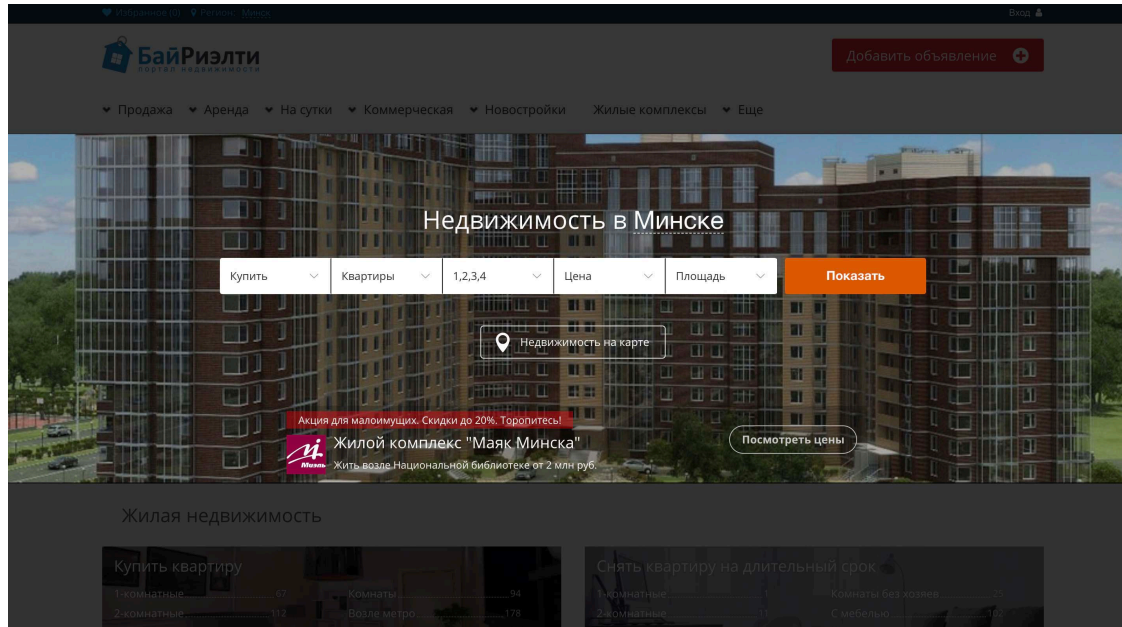 Избранное (0) Регион: Минск Вход
БайРиэлти
портал недвижимости
Добавить объявление
Продажа Аренда На сутки Коммерческая Новостройки Жилые комплексы Еще
Недвижимость в Минске
Купить Квартиры 1,2,3,4 Цена Площадь Показать
Недвижимость на карте
Акция для малоимущих. Скидки до 20%. Торопитесь!
Жилой комплекс "Маяк Минска"
Миэль
Жить возле Национальной библиотеке от 2 млн руб.
Посмотреть цены
Жилая недвижимость
Купить квартиру Снять квартиру на длительный срок
1-комнатные 67 Комнаты 94 1-комнатные Комнаты без хозяев
2-комнатные 112 Возле метро 178 2-комнатные С мебелью